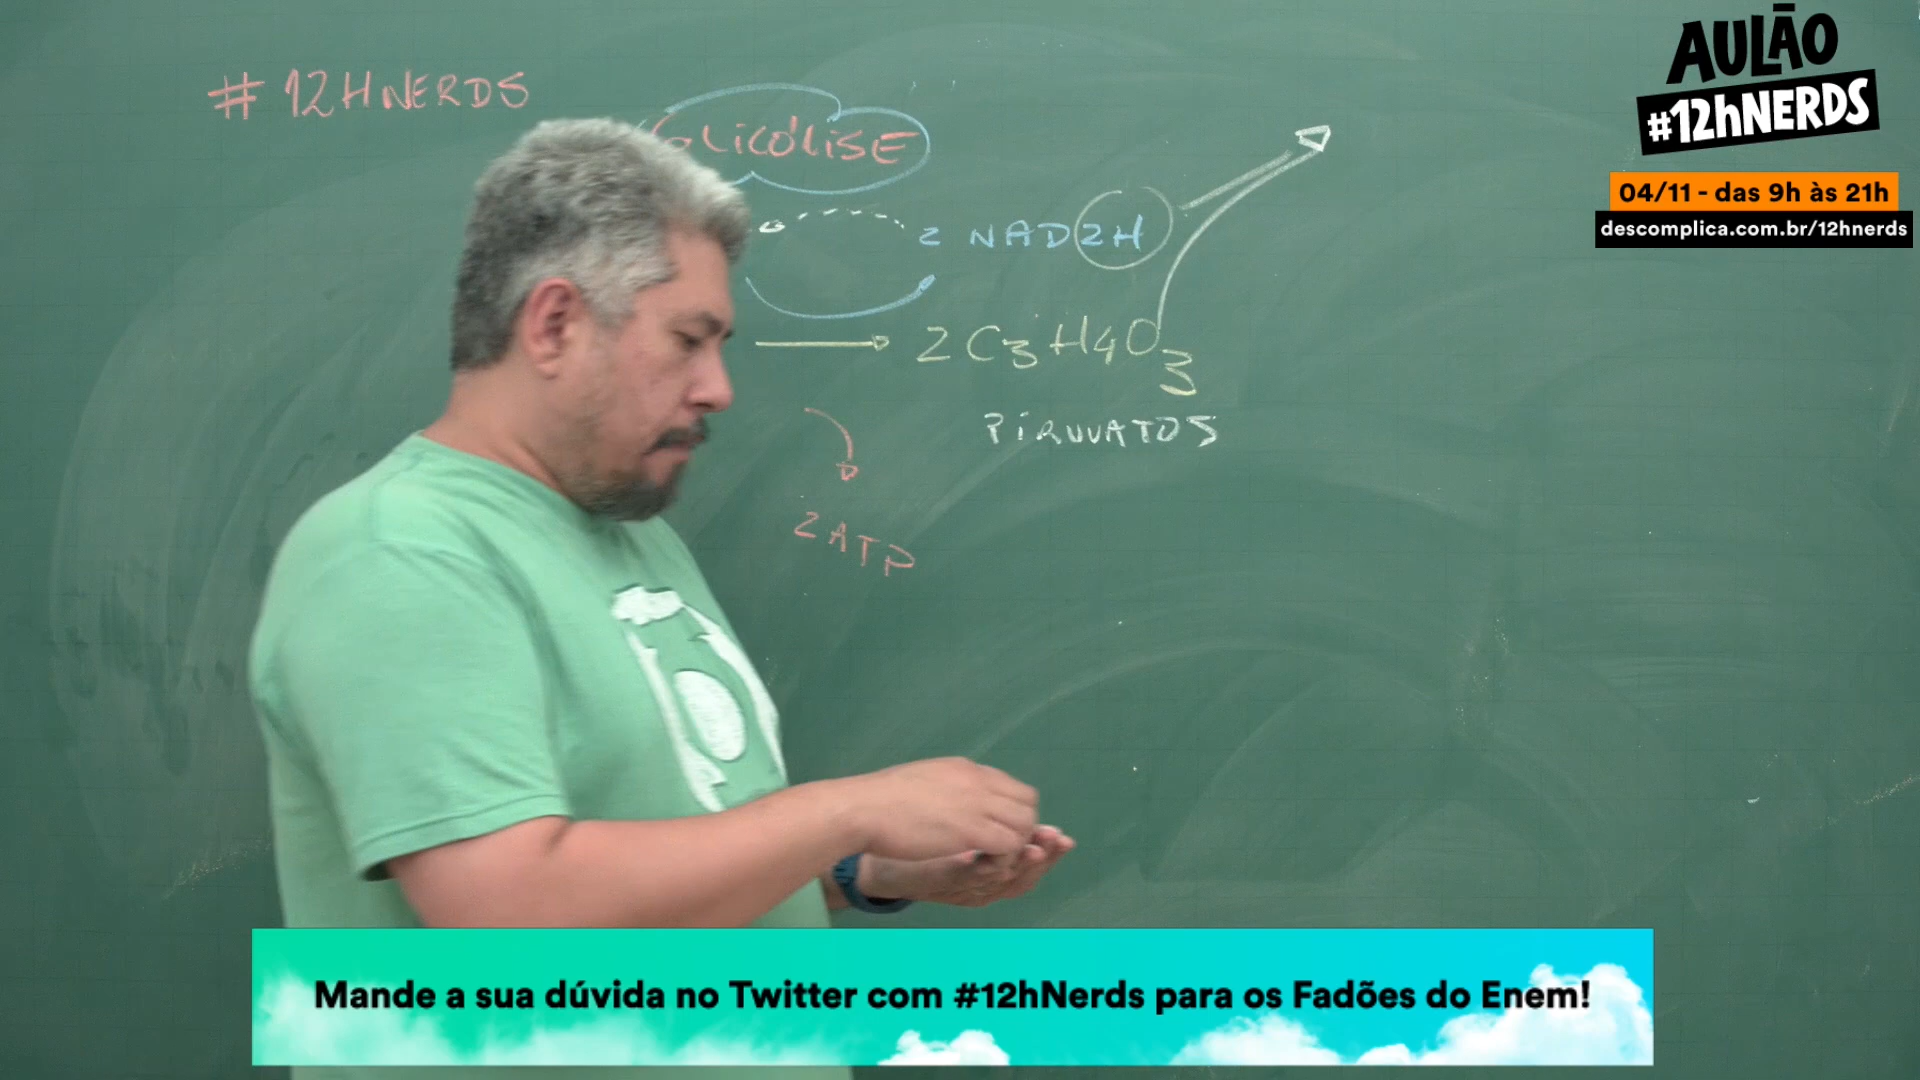 # 12HNERDS
GLICÓLISE
2 NAD2H
2C3H4O3
PIRUVATOS
2ATP
AULÃO
#12hNERDS
04/11 - das 9h às 21h
descomplica.com.br/12hnerds
Mande a sua dúvida no Twitter com #12hNerds para os Fadões do Enem!